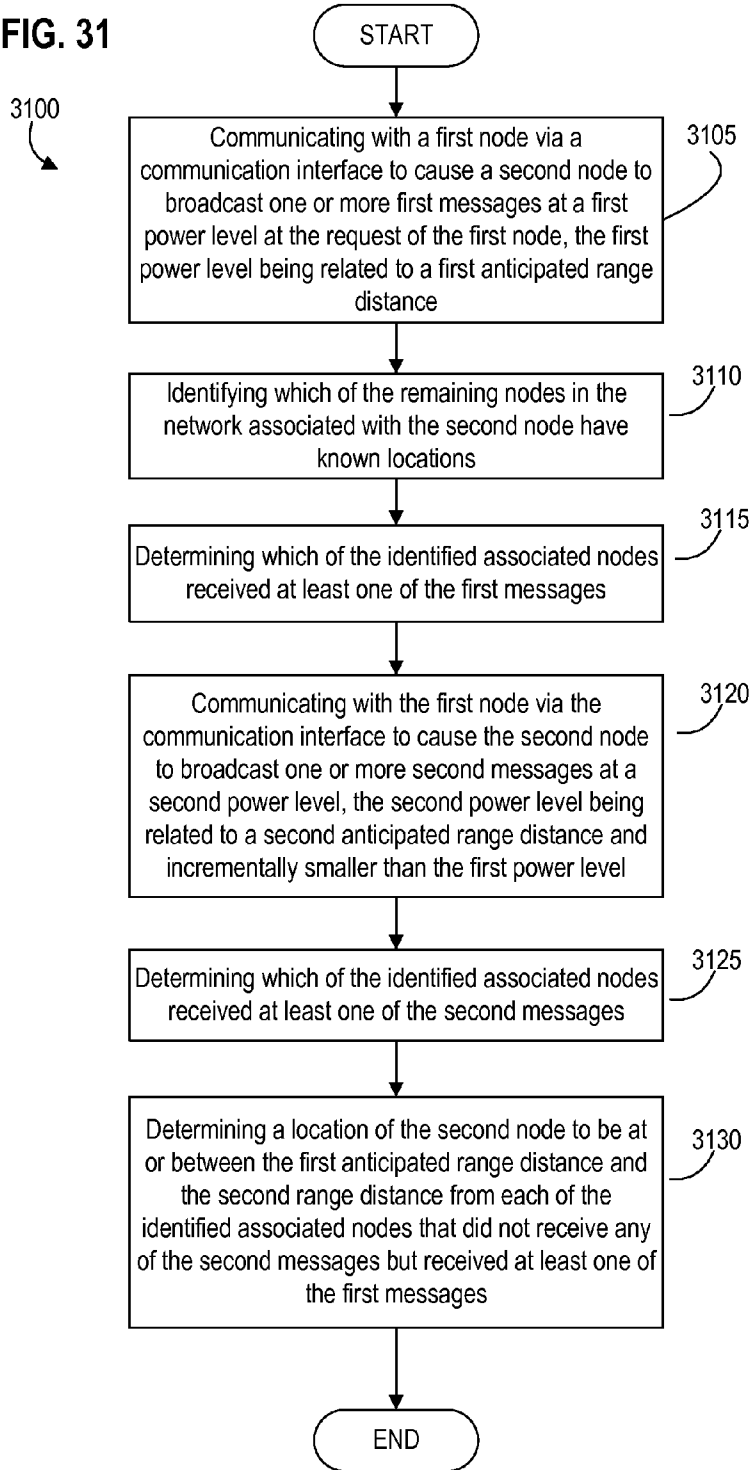 FIG. 31
START
3100
Communicating with a first node via a
communication interface to cause a second node to
broadcast one or more first messages at a first
power level at the request of the first node, the first
power level being related to a first anticipated range
distance
3105
Identifying which of the remaining nodes in the
network associated with the second node have
known locations
3110
Determining which of the identified associated nodes
received at least one of the first messages
3115
Communicating with the first node via the
communication interface to cause the second node
to broadcast one or more second messages at a
second power level, the second power level being
related to a second anticipated range distance and
incrementally smaller than the first power level
3120
Determining which of the identified associated nodes
received at least one of the second messages
3125
Determining a location of the second node to be at
or between the first anticipated range distance and
the second range distance from each of the
identified associated nodes that did not receive any
of the second messages but received at least one of
the first messages
3130
END